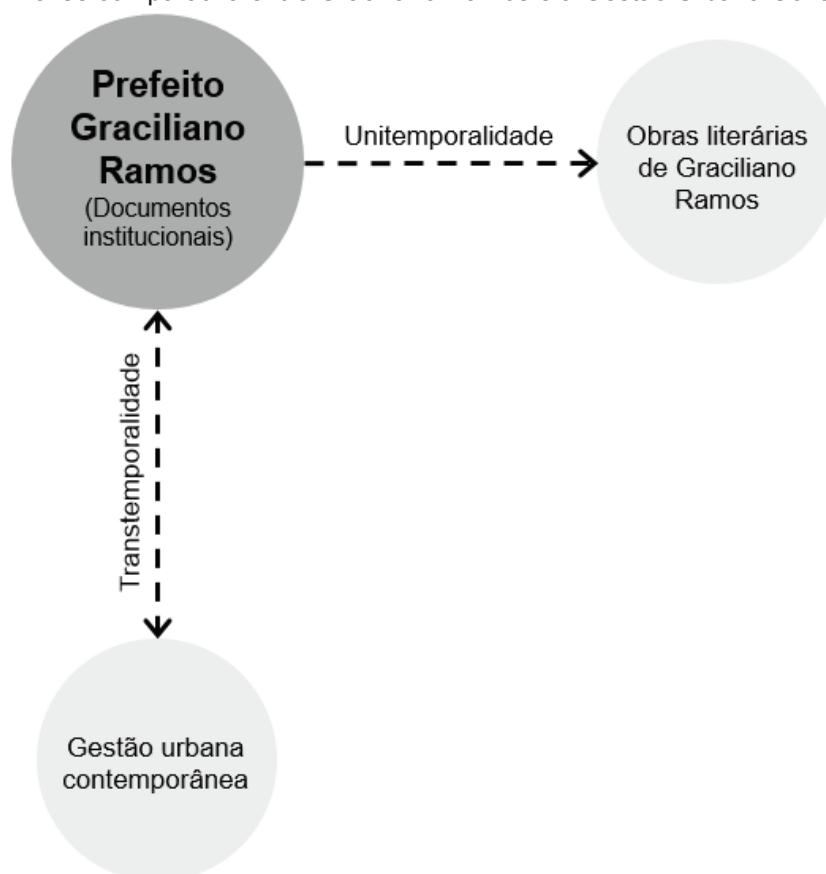 Prefeito
Graciliano
Ramos
(Documentos
institucionais)
Unitemporalidade
Obras literárias
de Graciliano
Ramos
Transtemporalidade
Gestão urbana
contemporânea